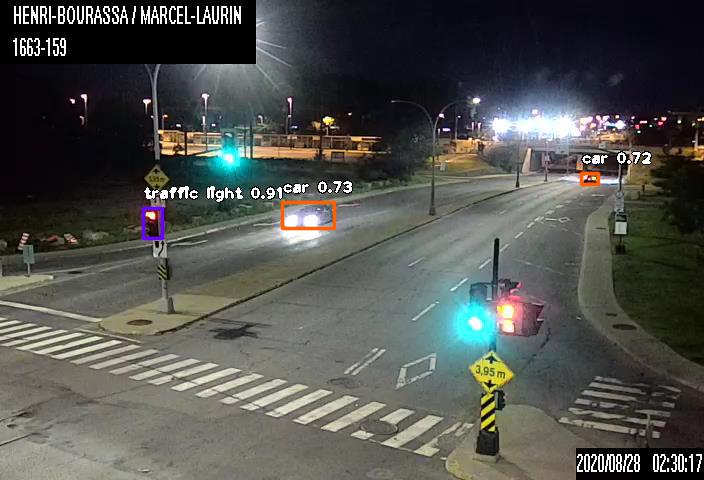 HENRI-BOURASSA / MARCEL-LAURIN
1663-159
car 0.72
traffic light 0.91
car 0.73
3,95 m
2020/08/28 02:30:17